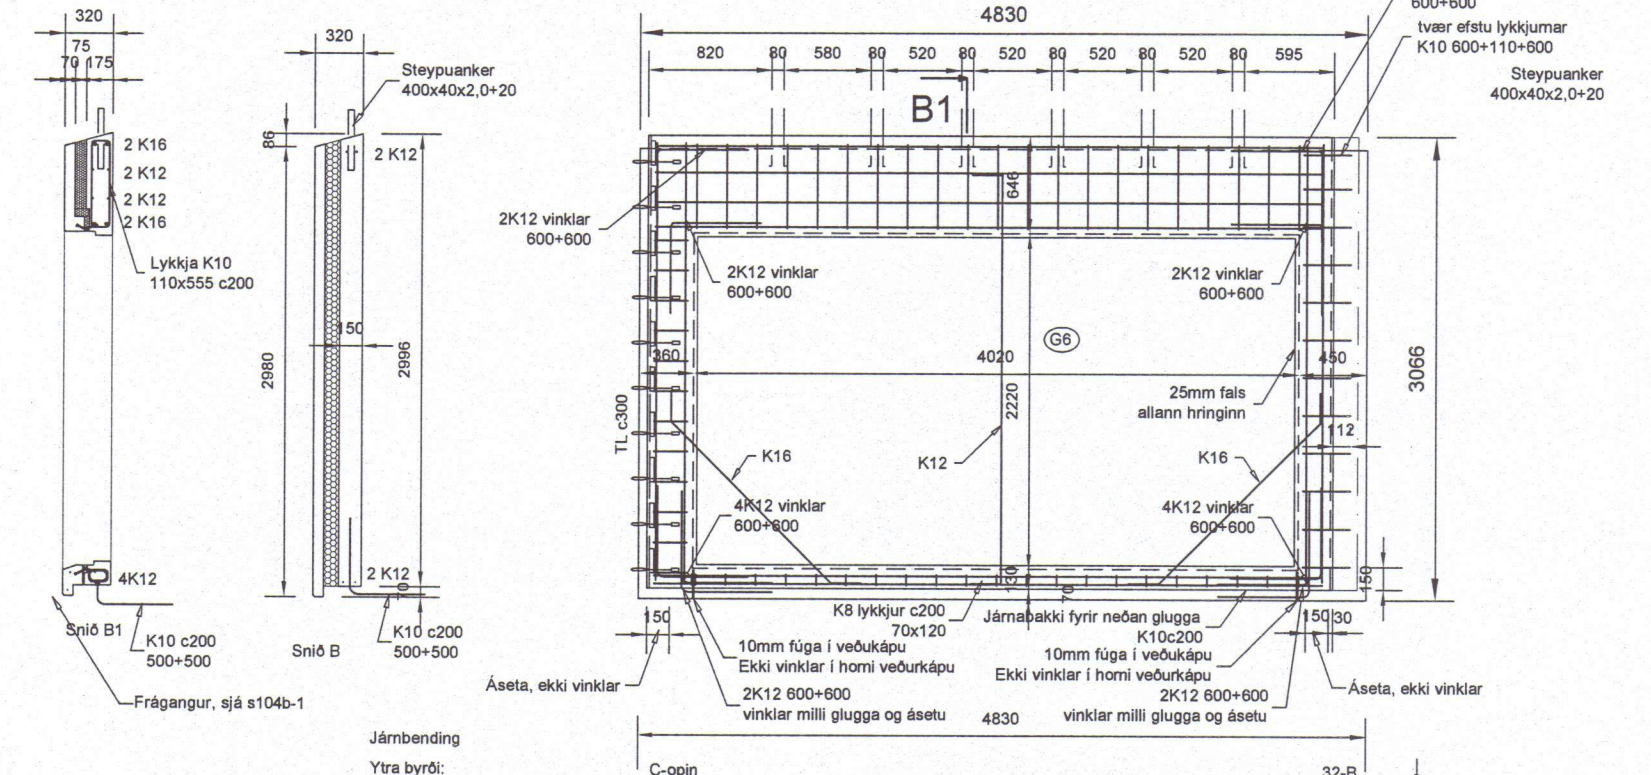 320
75
70
175
2 K16
2 K12
2 K12
2 K16
Lykkja K10
110x555 c200
4K12
Snið B1
K10 c200
500+500
Frágangur, sjá s104b-1
320
Steypuanker
400x40x2,0+20
86
2 K12
150
2980
2996
2 K12
70
K10 c200
500+500
Snið B
Járnbending
Ytra byrði:
4830
820
80
580
80
520
80
520
80
520
80
520
80
595
B1
600+600
tvær efstu lykkjurnar
K10 600+110+600
Steypuanker
400x40x2,0+20
646
2K12 vinklar
600+600
2K12 vinklar
600+600
2K12 vinklar
600+600
G6
360
4020
450
3066
25mm fals
allann hringinn
2220
TL c300
112
K16
K12
K16
4K12 vinklar
600+600
4K12 vinklar
600+600
130
70
150
K8 lykkjur c200
70x120
Járnabakki fyrir neðan glugga
K10c200
150
150
30
10mm fúga í veðukápu
Ekki vinklar í horni veðurkápu
10mm fúga í veðukápu
Ekki vinklar í horni veðurkápu
Áseta, ekki vinklar
Áseta, ekki vinklar
2K12 600+600
vinklar milli glugga og ásetu
2K12 600+600
vinklar milli glugga og ásetu
4830
C-opin
32-B